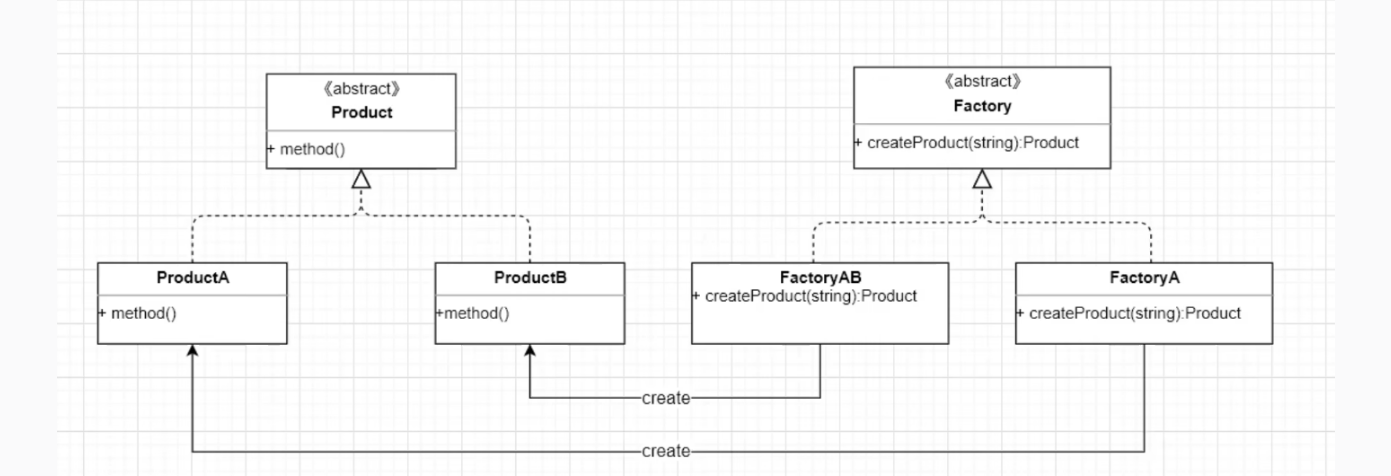 《abstract》
Product
+ method()
《abstract》
Factory
+ createProduct(string):Product
ProductA
+ method()
ProductB
+method()
FactoryAB
+ createProduct(string):Product
FactoryA
+ createProduct(string):Product
create
create